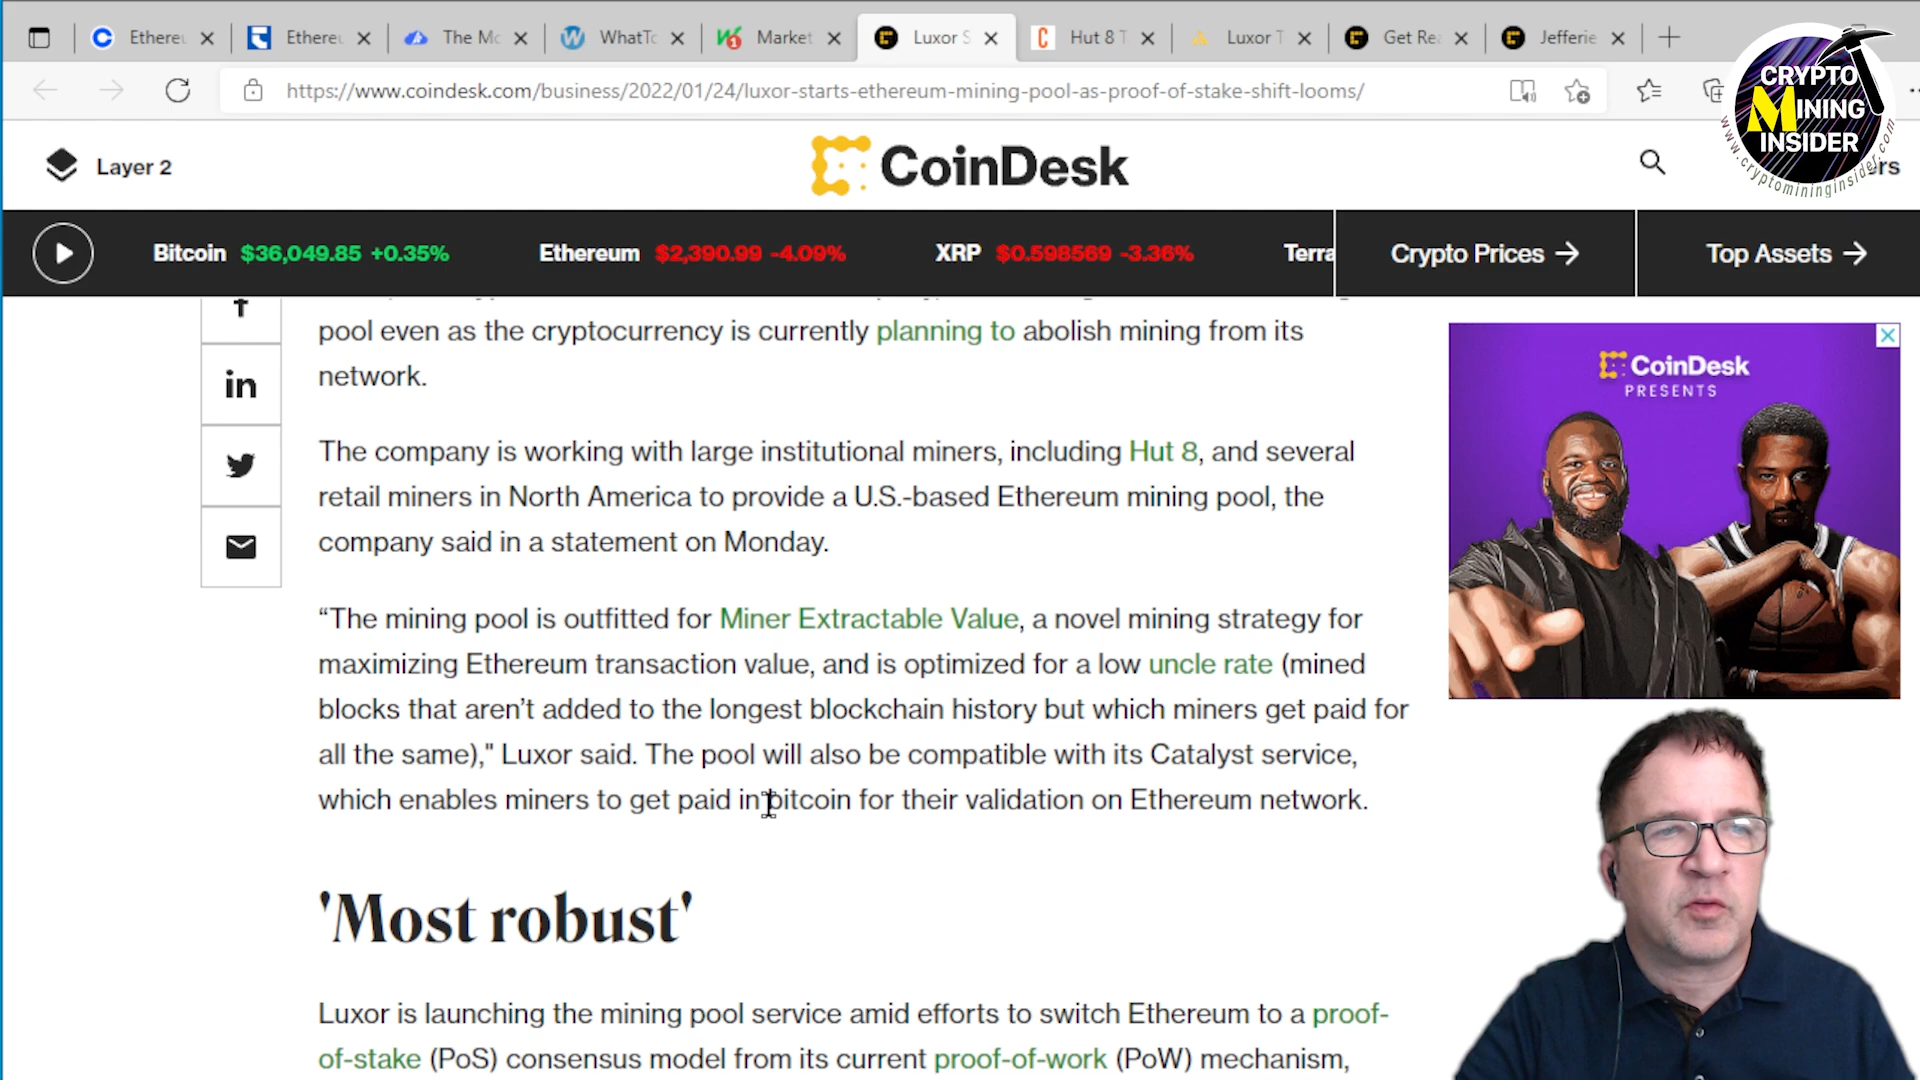 Ethereu
Ethereu
The Mo
WhatTo
Market
Luxor S
Hut 8 T
Luxor T
Get Rea
Jefferie
https://www.coindesk.com/business/2022/01/24/luxor-starts-ethereum-mining-pool-as-proof-of-stake-shift-looms/
CRYPTO
MINING
INSIDER
www.cryptomininginsider.com
Layer 2
CoinDesk
ers
Bitcoin $36,049.85 +0.35%
Ethereum $2,390.99 -4.09%
XRP $0.598569 -3.36%
Terra
Crypto Prices
Top Assets
pool even as the cryptocurrency is currently planning to abolish mining from its
network.
The company is working with large institutional miners, including Hut 8, and several
retail miners in North America to provide a U.S.-based Ethereum mining pool, the
company said in a statement on Monday.
“The mining pool is outfitted for Miner Extractable Value, a novel mining strategy for
maximizing Ethereum transaction value, and is optimized for a low uncle rate (mined
blocks that aren’t added to the longest blockchain history but which miners get paid for
all the same)," Luxor said. The pool will also be compatible with its Catalyst service,
which enables miners to get paid in bitcoin for their validation on Ethereum network.
'Most robust'
Luxor is launching the mining pool service amid efforts to switch Ethereum to a proof-
of-stake (PoS) consensus model from its current proof-of-work (PoW) mechanism,
in
CoinDesk
PRESENTS